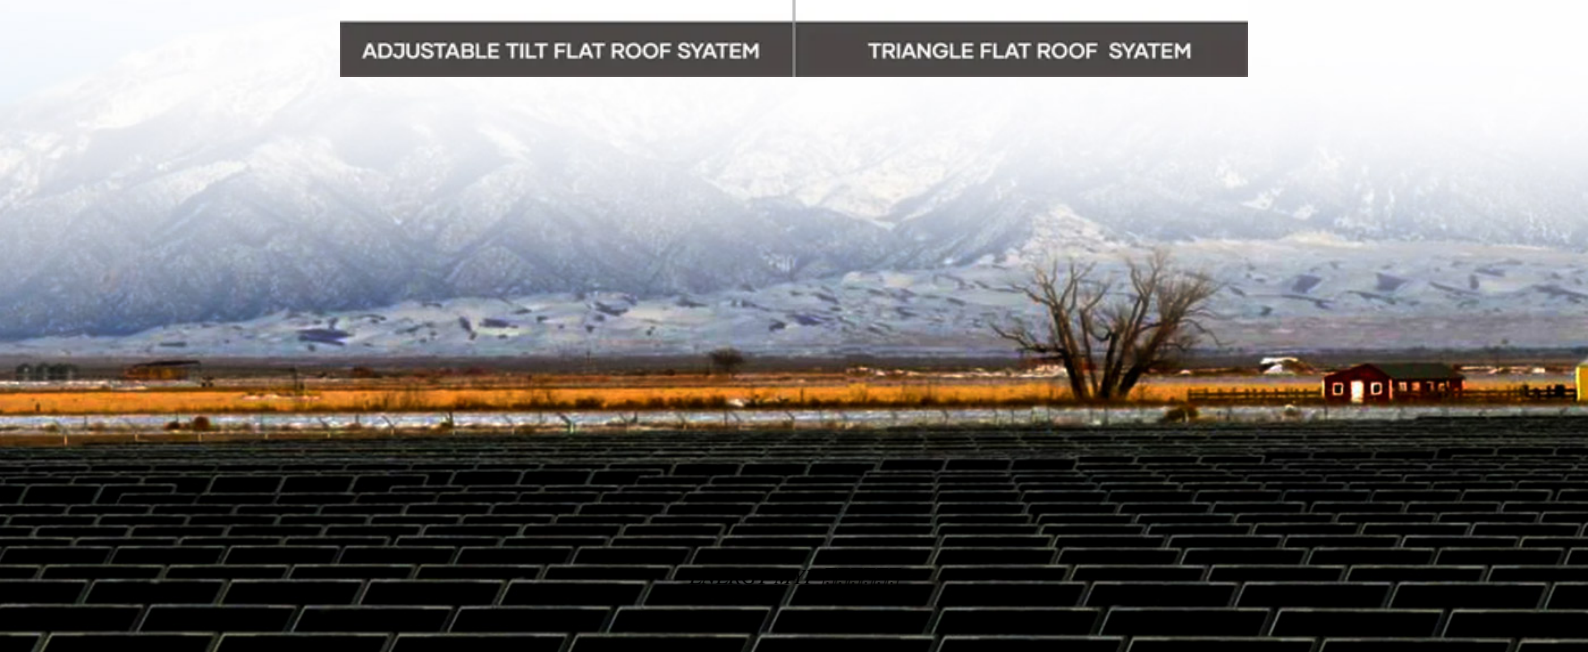 ADJUSTABLE TILT FLAT ROOF SYATEM
TRIANGLE FLAT ROOF SYATEM